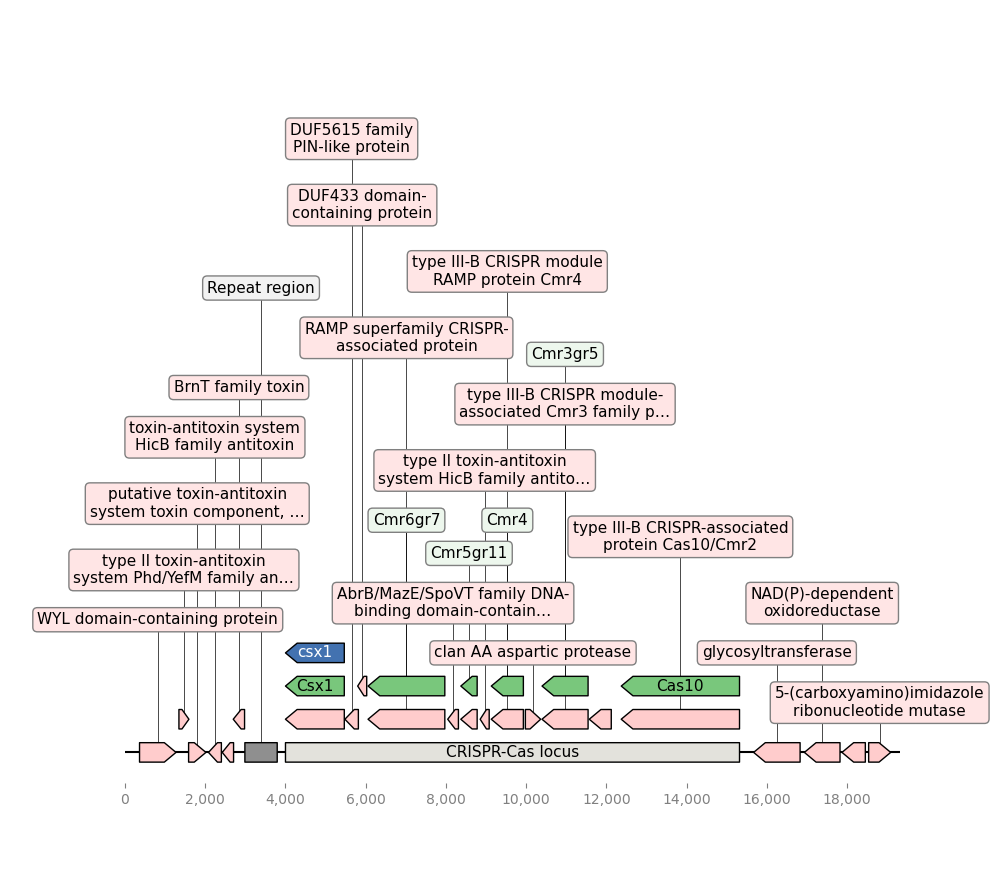 DUF5615 family
PIN-like protein
DUF433 domain-
containing protein
type III-B CRISPR module
RAMP protein Cmr4
Repeat region
RAMP superfamily CRISPR-
associated protein
Cmr3gr5
BrnT family toxin
type III-B CRISPR module-
associated Cmr3 family p…
toxin-antitoxin system
HicB family antitoxin
type II toxin-antitoxin
system HicB family antito…
putative toxin-antitoxin
system toxin component, …
Cmr6gr7
Cmr4
type III-B CRISPR-associated
protein Cas10/Cmr2
Cmr5gr11
type II toxin-antitoxin
system Phd/YefM family an…
AbrB/MazE/SpoVT family DNA-
binding domain-contain…
NAD(P)-dependent
oxidoreductase
WYL domain-containing protein
csx1
clan AA aspartic protease
glycosyltransferase
Csx1
Cas10
5-(carboxyamino)imidazole
ribonucleotide mutase
CRISPR-Cas locus
0
2,000
4,000
6,000
8,000
10,000
12,000
14,000
16,000
18,000